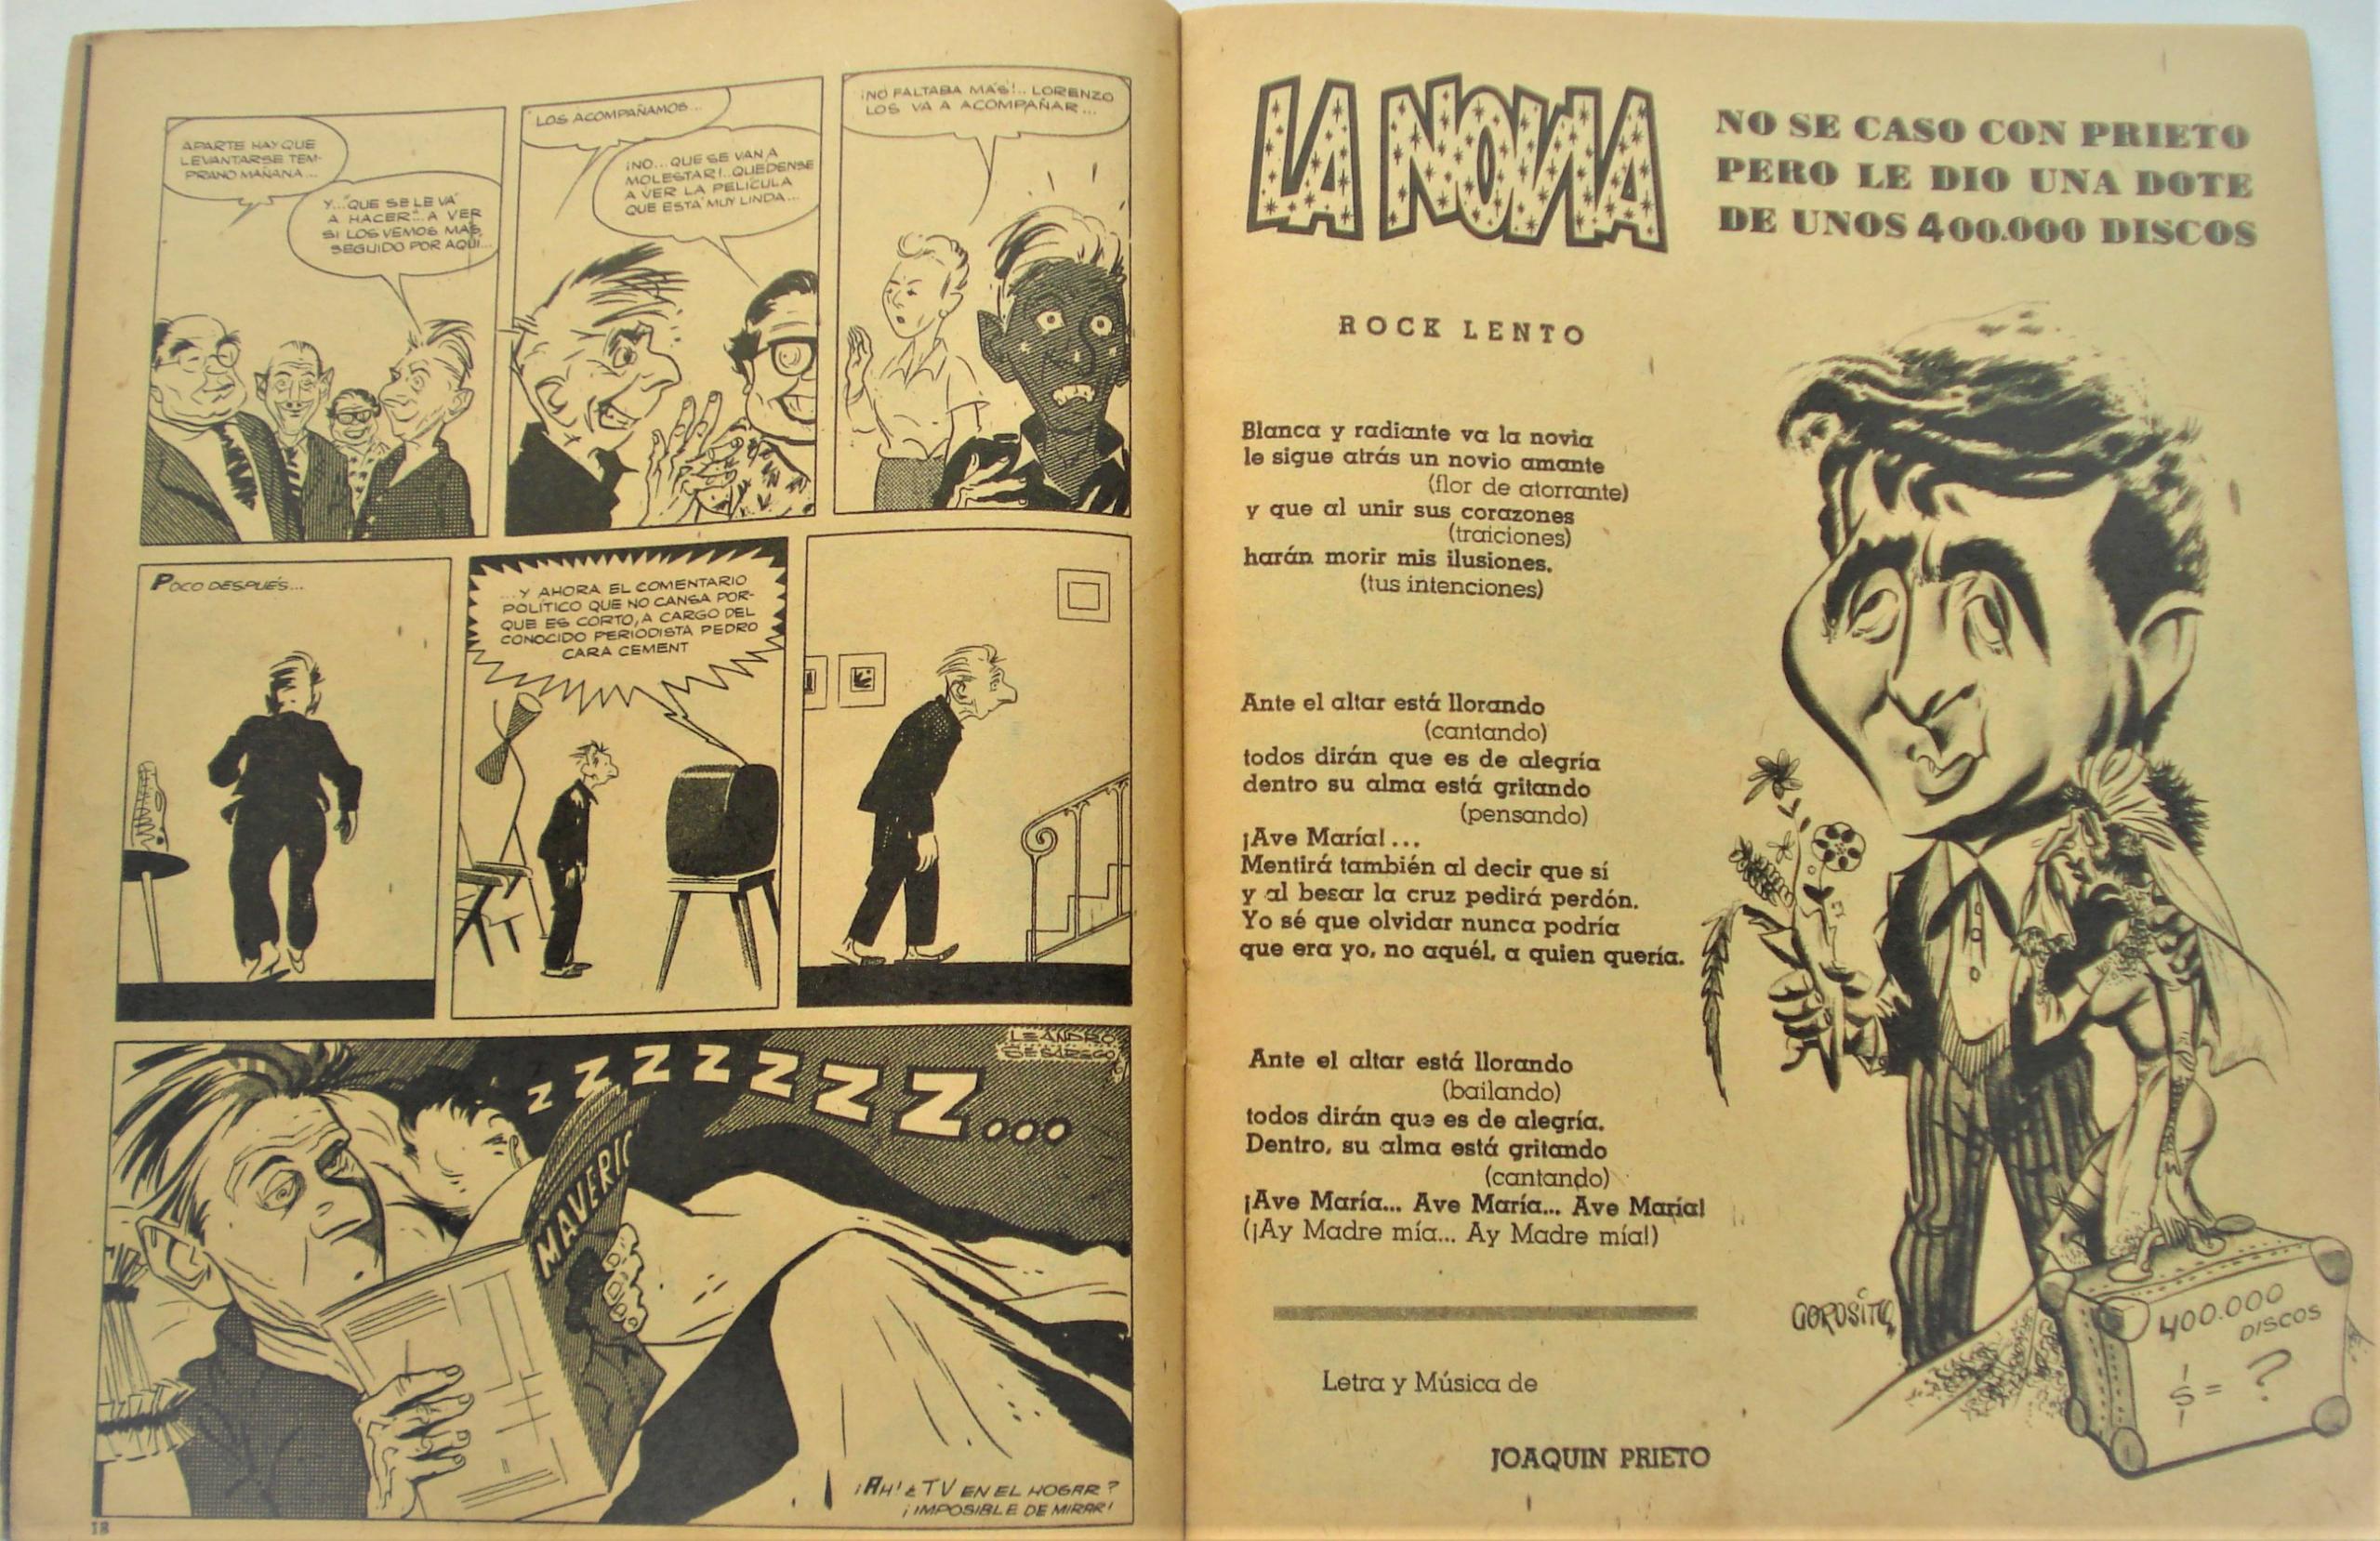 APARTE HAY QUE
LEVANTARSE TEM-
PRANO MAÑANA...
Y... "QUE SE LE VA
A HACER"... A VER
SI LOS VEMOS MAS
SEGUIDO POR AQUÍ...
LOS ACOMPAÑAMOS...
¡NO... QUE SE VAN A
MOLESTAR!.. QUEDENSE
A VER LA PELÍCULA
QUE ESTA MUY LINDA...
¡NO FALTABA MAS!.. LORENZO
LOS VA A ACOMPAÑAR...
POCO DESPUÉS...
...Y AHORA EL COMENTARIO
POLÍTICO QUE NO CANSA POR-
QUE ES CORTO, A CARGO DEL
CONOCIDO PERIODISTA PEDRO
CARA CEMENT
LEANDRO
SESAREGO
Z Z Z Z Z Z Z...
MAVERIC
¡AH! ¿TV EN EL HOGAR?
¡IMPOSIBLE DE MIRAR!
18
LA NOVIA
NO SE CASO CON PRIETO
PERO LE DIO UNA DOTE
DE UNOS 400.000 DISCOS
ROCK LENTO
Blanca y radiante va la novia
le sigue atrás un novio amante
(flor de atorrante)
y que al unir sus corazones
(traiciones)
harán morir mis ilusiones.
(tus intenciones)
Ante el altar está llorando
(cantando)
todos dirán que es de alegría
dentro su alma está gritando
(pensando)
¡Ave María!...
Mentirá también al decir que sí
y al besar la cruz pedirá perdón.
Yo sé que olvidar nunca podría
que era yo, no aquél, a quien quería.
Ante el altar está llorando
(bailando)
todos dirán que es de alegría.
Dentro, su alma está gritando
(cantando)
¡Ave María... Ave María... Ave María!
(¡Ay Madre mía... Ay Madre mía!)
GOROSITO
400.000
DISCOS
$ = ?
Letra y Música de
JOAQUIN PRIETO